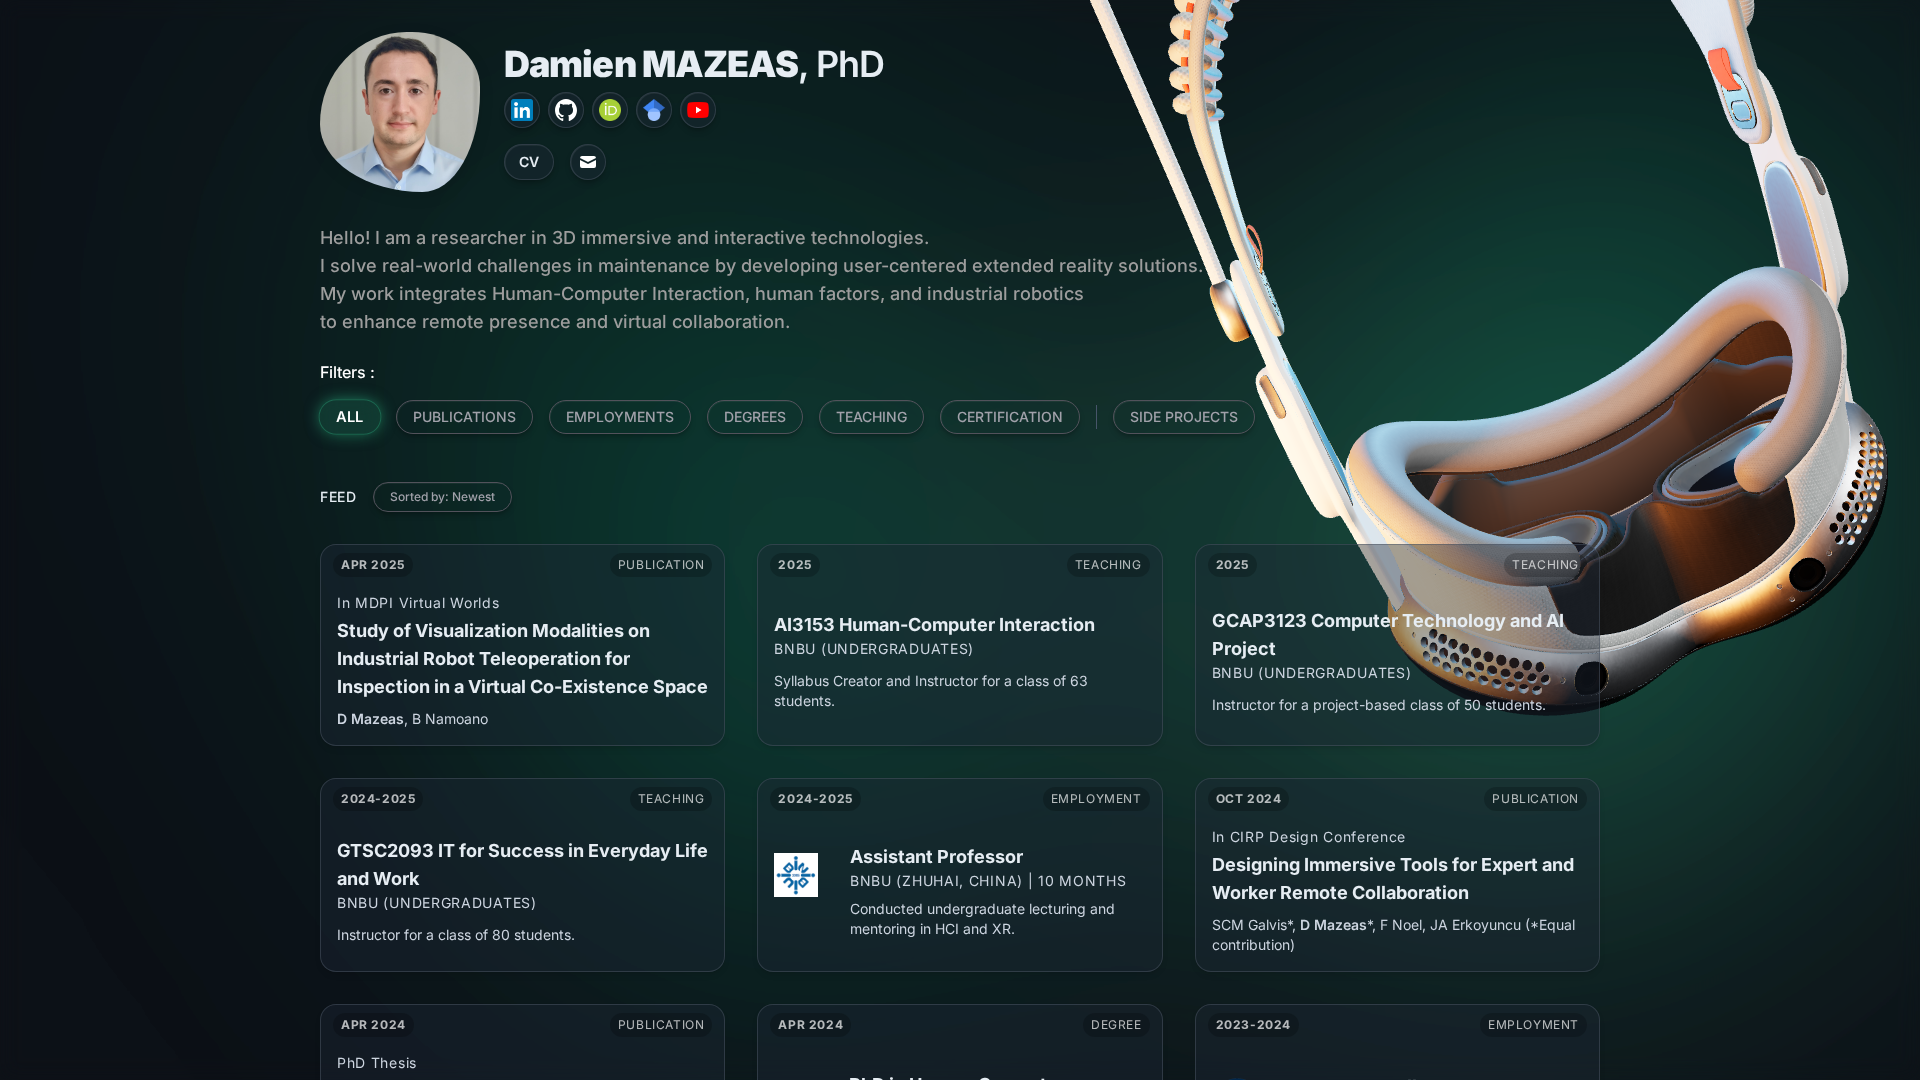 Damien MAZEAS, PhD
in
iD
CV
Hello! I am a researcher in 3D immersive and interactive technologies.
I solve real-world challenges in maintenance by developing user-centered extended reality solutions.
My work integrates Human-Computer Interaction, human factors, and industrial robotics
to enhance remote presence and virtual collaboration.
Filters :
ALL PUBLICATIONS EMPLOYMENTS DEGREES TEACHING CERTIFICATION SIDE PROJECTS
FEED Sorted by: Newest
APR 2025 PUBLICATION
In MDPI Virtual Worlds
Study of Visualization Modalities on
Industrial Robot Teleoperation for
Inspection in a Virtual Co-Existence Space
D Mazeas, B Namoano
2025 TEACHING
AI3153 Human-Computer Interaction
BNBU (UNDERGRADUATES)
Syllabus Creator and Instructor for a class of 63
students.
2025 TEACHING
GCAP3123 Computer Technology and AI
Project
BNBU (UNDERGRADUATES)
Instructor for a project-based class of 50 students.
2024-2025 TEACHING
GTSC2093 IT for Success in Everyday Life
and Work
BNBU (UNDERGRADUATES)
Instructor for a class of 80 students.
2024-2025 EMPLOYMENT
Assistant Professor
BNBU (ZHUHAI, CHINA) | 10 MONTHS
Conducted undergraduate lecturing and
mentoring in HCI and XR.
OCT 2024 PUBLICATION
In CIRP Design Conference
Designing Immersive Tools for Expert and
Worker Remote Collaboration
SCM Galvis*, D Mazeas*, F Noel, JA Erkoyuncu (*Equal
contribution)
APR 2024 PUBLICATION
PhD Thesis
APR 2024 DEGREE
2023-2024 EMPLOYMENT